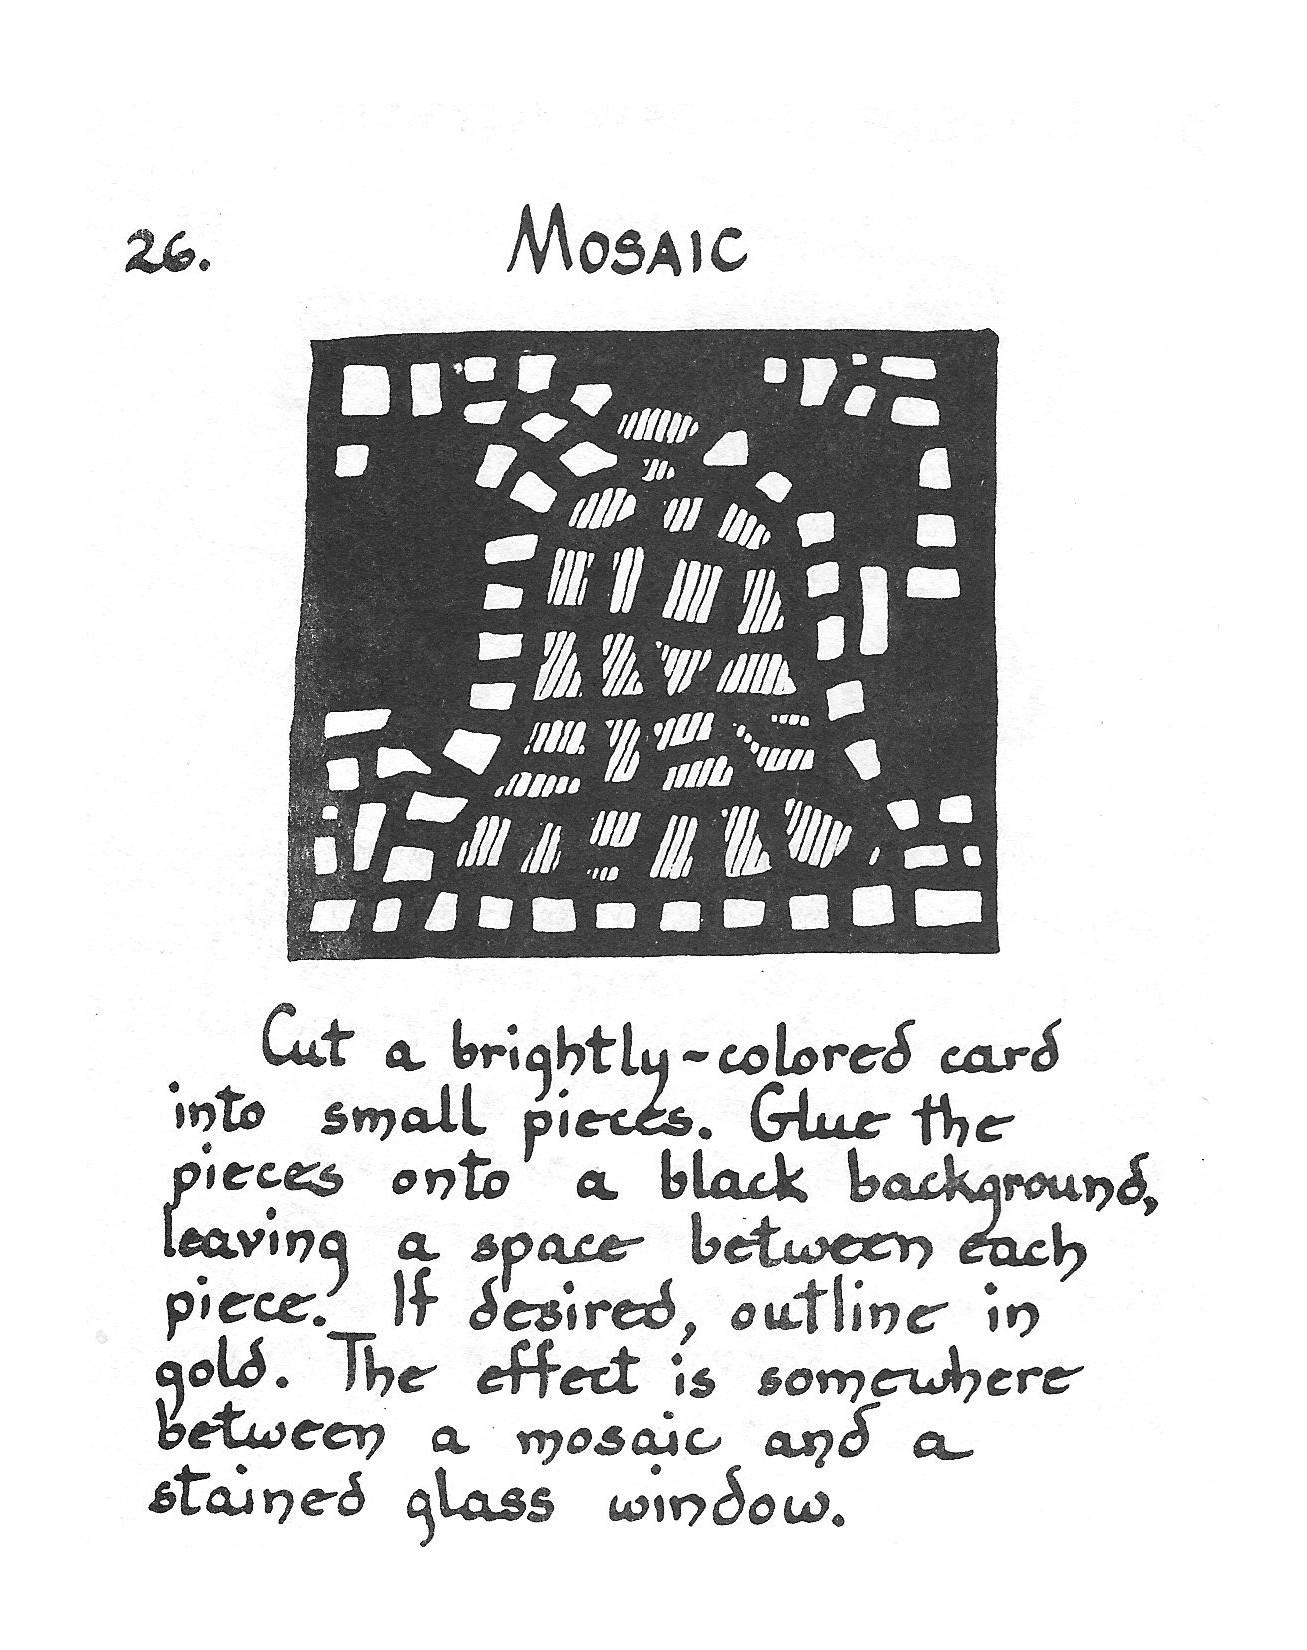 26. MOSAIC
Cut a brightly-colored card
into small pieces. Glue the
pieces onto a black background,
leaving a space between each
piece. If desired, outline in
gold. The effect is somewhere
between a mosaic and a
stained glass window.